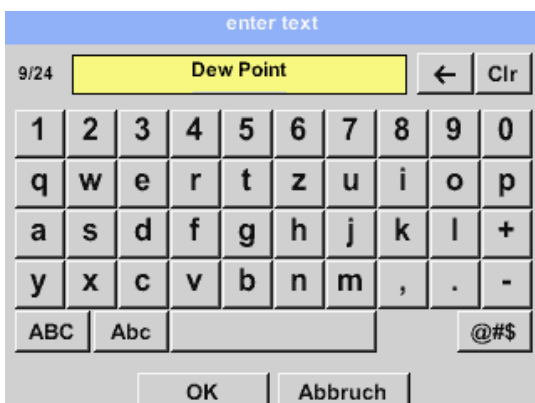 enter text
9/24 Dew Point ← Clr
1 2 3 4 5 6 7 8 9 0
q w e r t z u i o p
a s d f g h j k l +
y x c v b n m , . -
ABC Abc @#$
OK Abbruch